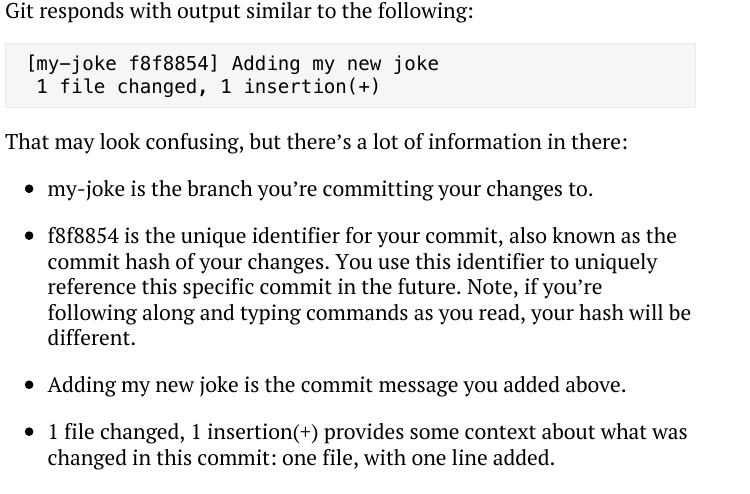 Git responds with output similar to the following:
[my-joke f8f8854] Adding my new joke
1 file changed, 1 insertion(+)
That may look confusing, but there’s a lot of information in there:
• my-joke is the branch you’re committing your changes to.
• f8f8854 is the unique identifier for your commit, also known as the
commit hash of your changes. You use this identifier to uniquely
reference this specific commit in the future. Note, if you’re
following along and typing commands as you read, your hash will be
different.
• Adding my new joke is the commit message you added above.
• 1 file changed, 1 insertion(+) provides some context about what was
changed in this commit: one file, with one line added.